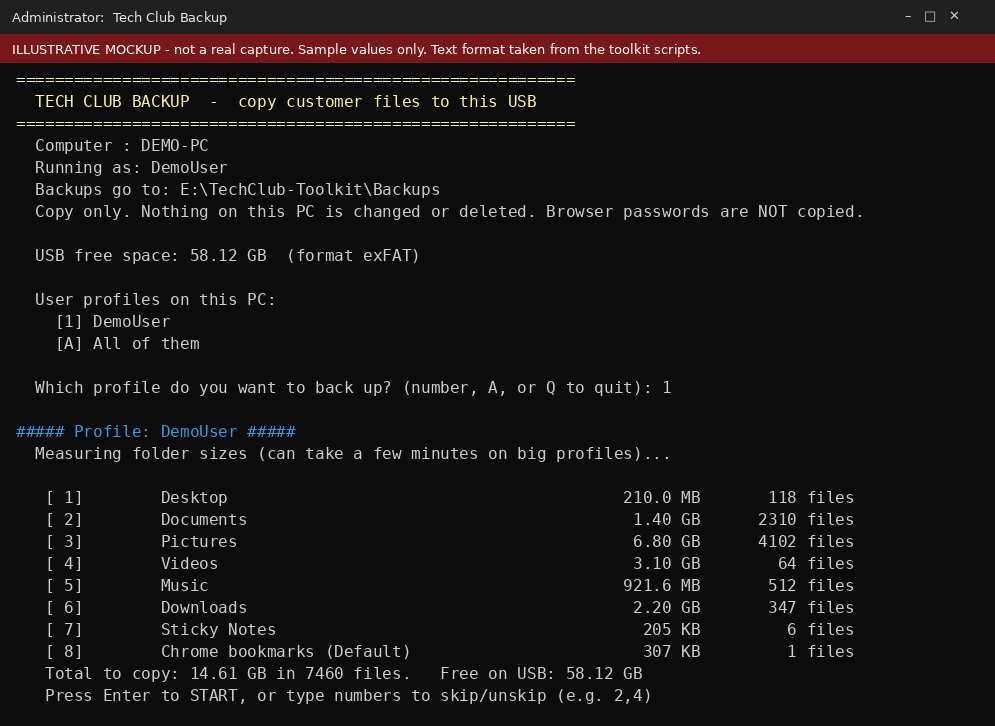 Administrator:  Tech Club Backup
ILLUSTRATIVE MOCKUP - not a real capture. Sample values only. Text format taken from the toolkit scripts.
==========================================================
  TECH CLUB BACKUP  -  copy customer files to this USB
==========================================================
  Computer : DEMO-PC
  Running as: DemoUser
  Backups go to: E:\TechClub-Toolkit\Backups
  Copy only. Nothing on this PC is changed or deleted. Browser passwords are NOT copied.
  USB free space: 58.12 GB  (format exFAT)
  User profiles on this PC:
    [1] DemoUser
    [A] All of them
  Which profile do you want to back up? (number, A, or Q to quit): 1
##### Profile: DemoUser #####
  Measuring folder sizes (can take a few minutes on big profiles)...
   [ 1]        Desktop                                         210.0 MB       118 files
   [ 2]        Documents                                        1.40 GB      2310 files
   [ 3]        Pictures                                         6.80 GB      4102 files
   [ 4]        Videos                                           3.10 GB        64 files
   [ 5]        Music                                           921.6 MB       512 files
   [ 6]        Downloads                                        2.20 GB       347 files
   [ 7]        Sticky Notes                                      205 KB         6 files
   [ 8]        Chrome bookmarks (Default)                        307 KB         1 files
   Total to copy: 14.61 GB in 7460 files.   Free on USB: 58.12 GB
   Press Enter to START, or type numbers to skip/unskip (e.g. 2,4)